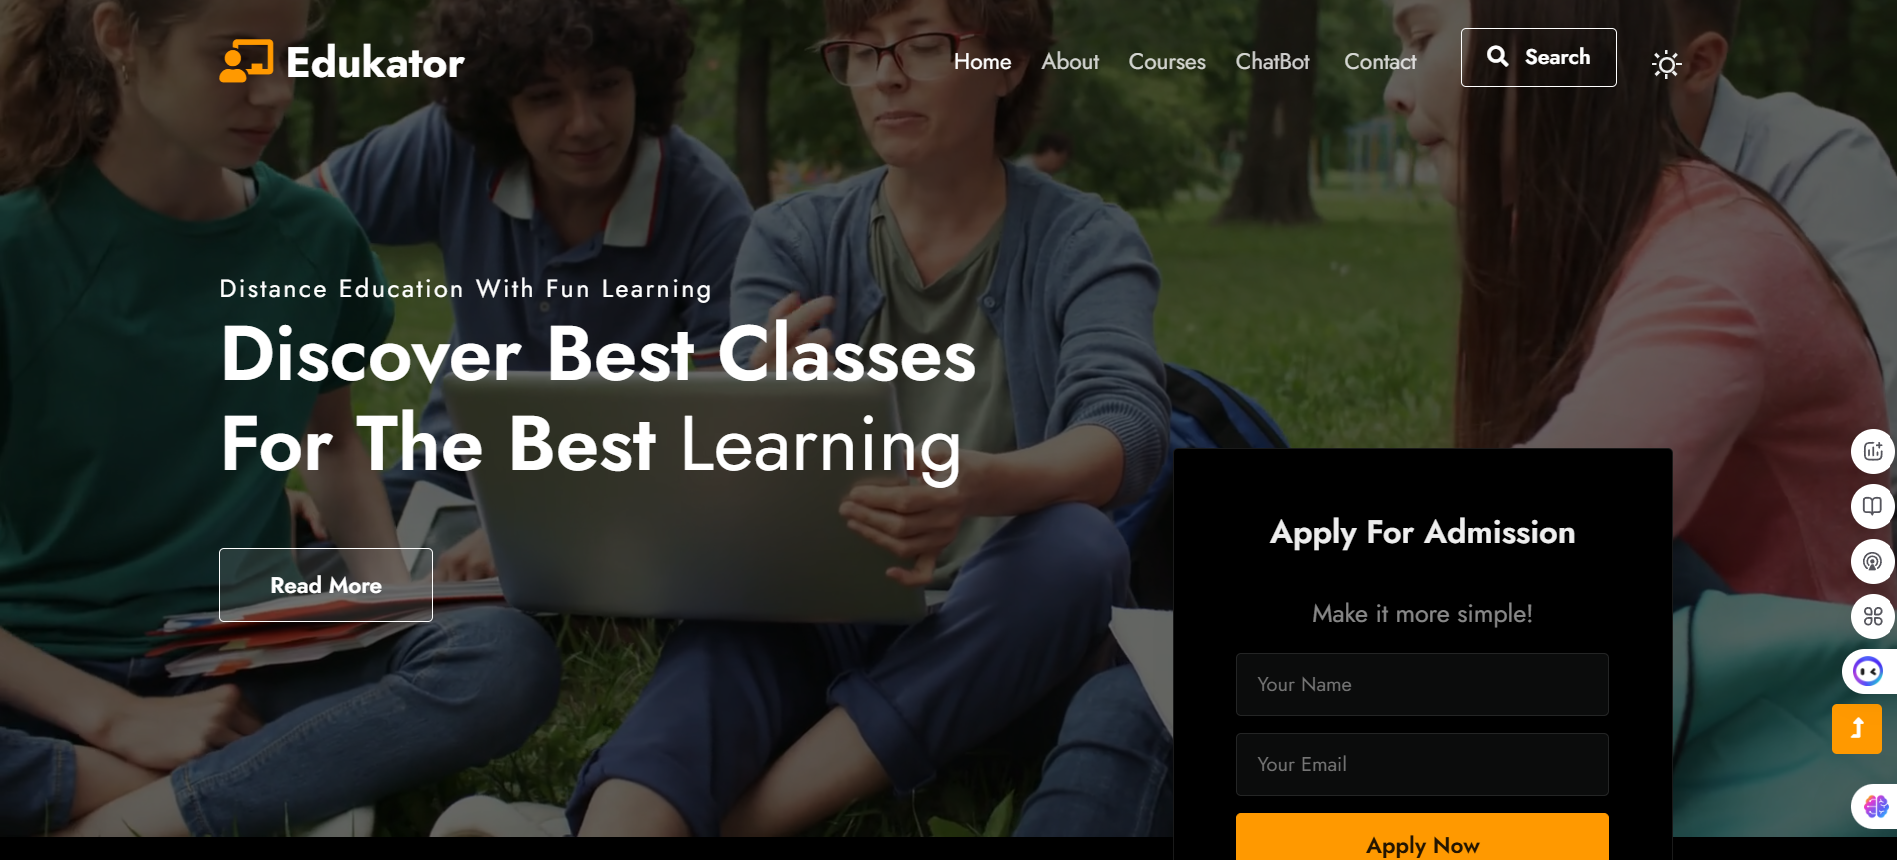 Edukator
Home
About
Courses
ChatBot
Contact
Search
Distance Education With Fun Learning
Discover Best Classes
For The Best Learning
Read More
Apply For Admission
Make it more simple!
Your Name
Your Email
Apply Now